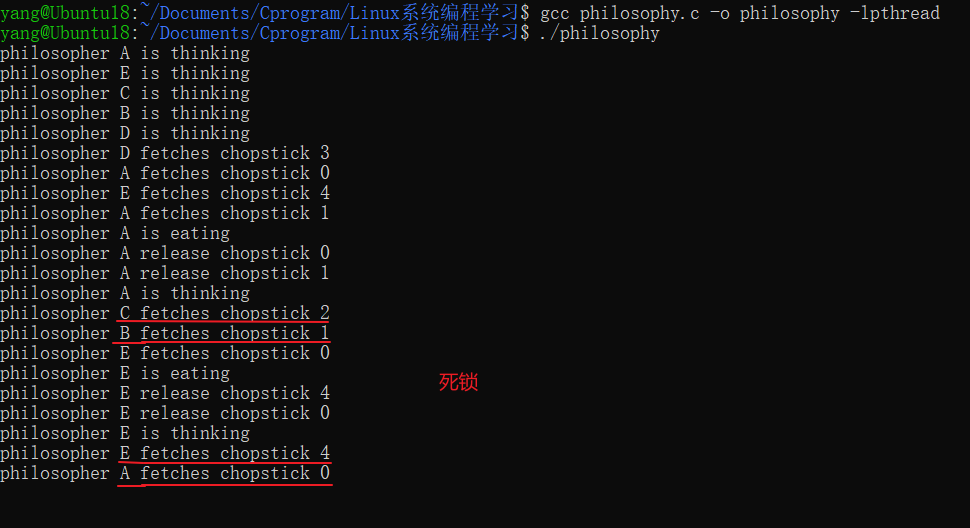 yang@Ubuntu18:~/Documents/Cprogram/Linux系统编程学习$ gcc philosophy.c -o philosophy -lpthread
yang@Ubuntu18:~/Documents/Cprogram/Linux系统编程学习$ ./philosophy
philosopher A is thinking
philosopher E is thinking
philosopher C is thinking
philosopher B is thinking
philosopher D is thinking
philosopher D fetches chopstick 3
philosopher A fetches chopstick 0
philosopher E fetches chopstick 4
philosopher A fetches chopstick 1
philosopher A is eating
philosopher A release chopstick 0
philosopher A release chopstick 1
philosopher A is thinking
philosopher C fetches chopstick 2
philosopher B fetches chopstick 1
philosopher E fetches chopstick 0
philosopher E is eating
死锁
philosopher E release chopstick 4
philosopher E release chopstick 0
philosopher E is thinking
philosopher E fetches chopstick 4
philosopher A fetches chopstick 0